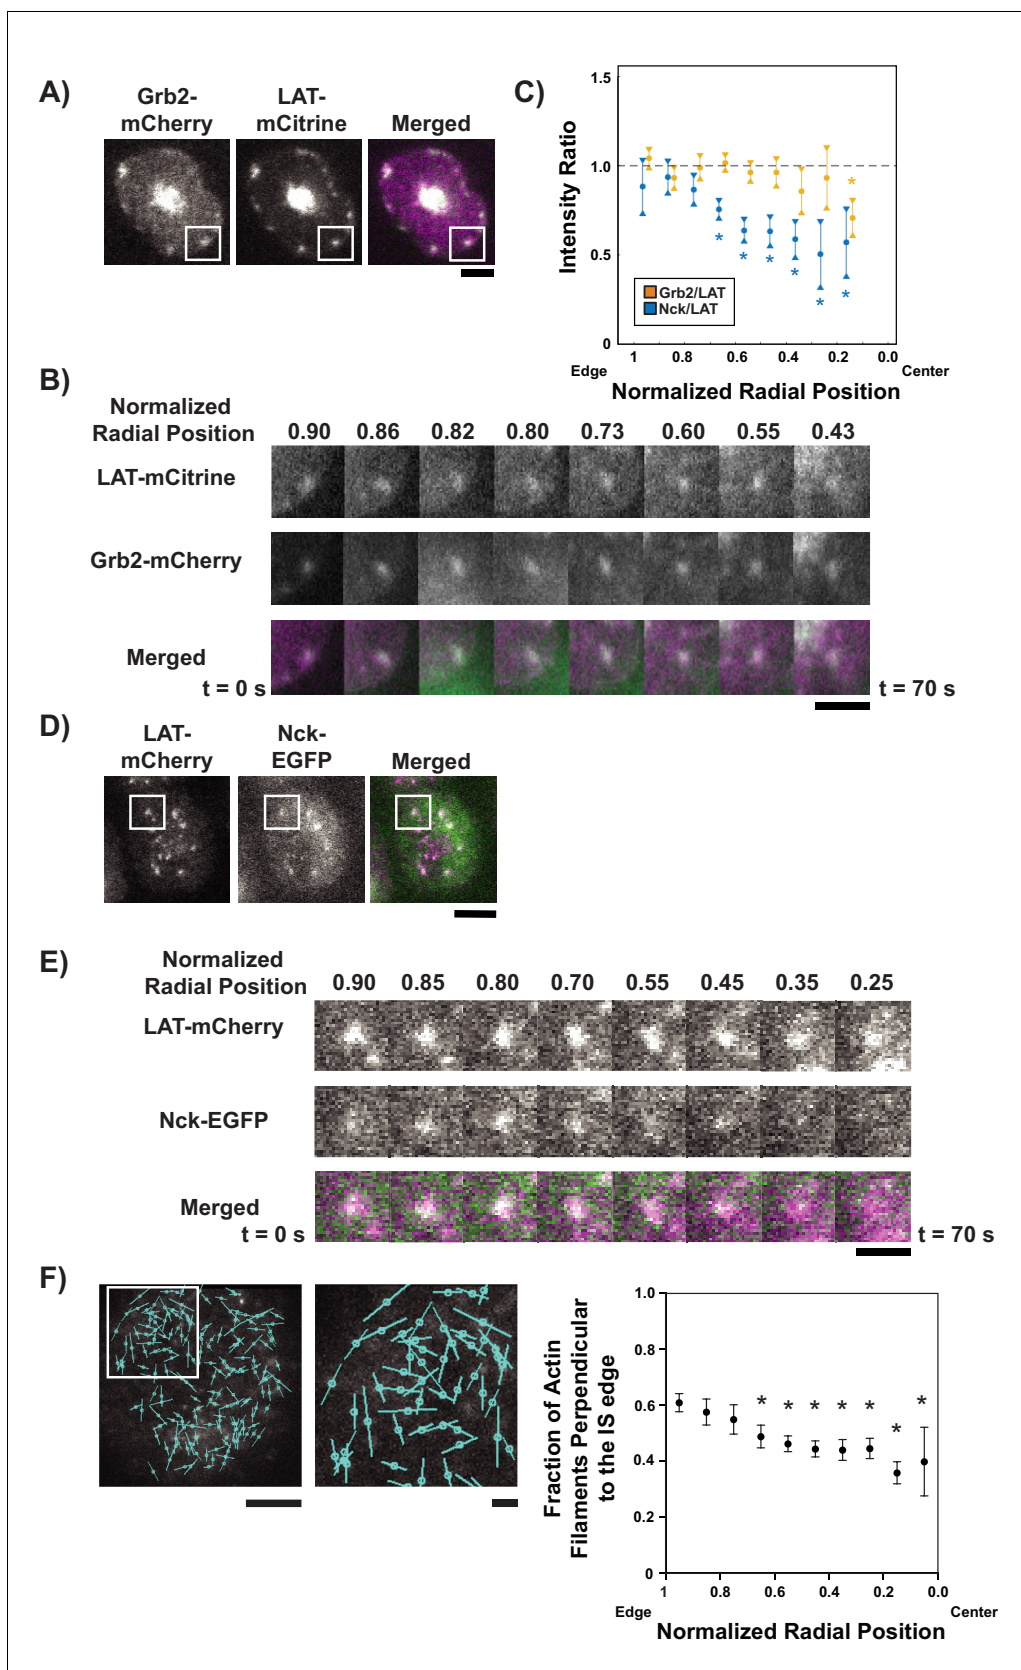 A)
Grb2-
mCherry
LAT-
mCitrine
Merged
C)
Intensity Ratio
1.5
1.0
0.5
0
*
* * * * * *
Grb2/LAT
Nck/LAT
1 0.8 0.6 0.4 0.2 0.0
Edge
Center
Normalized Radial Position
B)
Normalized
Radial Position
0.90 0.86 0.82 0.80 0.73 0.60 0.55 0.43
LAT-mCitrine
Grb2-mCherry
Merged
t = 0 s
t = 70 s
D)
LAT-
mCherry
Nck-
EGFP
Merged
E)
Normalized
Radial Position
0.90 0.85 0.80 0.70 0.55 0.45 0.35 0.25
LAT-mCherry
Nck-EGFP
Merged
t = 0 s
t = 70 s
F)
Fraction of Actin
Filaments Perpendicular
to the IS edge
1.0
0.8
0.6
0.4
0.2
0
* * * * * * *
1 0.8 0.6 0.4 0.2 0.0
Edge
Center
Normalized Radial Position